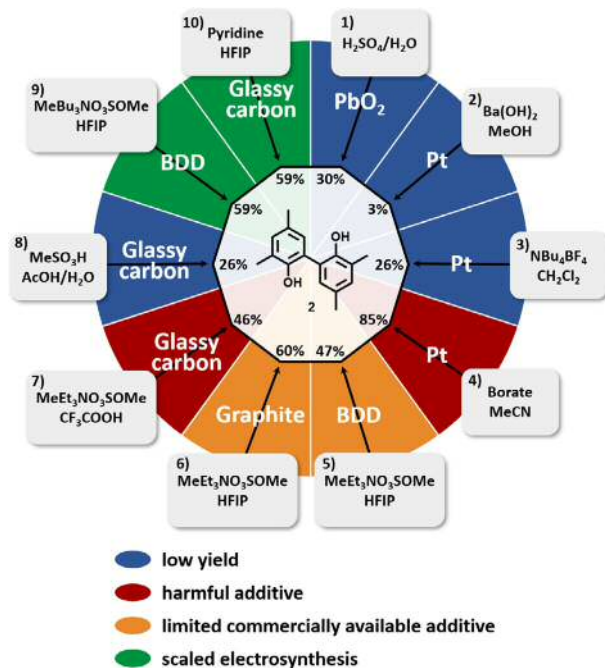 1)
H₂SO₄/H₂O
PbO₂
30%
2)
Ba(OH)₂
MeOH
Pt
3%
3)
NBu₄BF₄
CH₂Cl₂
Pt
26%
4)
Borate
MeCN
Pt
85%
5)
MeEt₃NO₃SOMe
HFIP
BDD
47%
6)
MeEt₃NO₃SOMe
HFIP
Graphite
60%
7)
MeEt₃NO₃SOMe
CF₃COOH
Glassy
carbon
46%
8)
MeSO₃H
AcOH/H₂O
Glassy carbon
26%
9)
MeBu₃NO₃SOMe
HFIP
BDD
59%
10)
Pyridine
HFIP
Glassy
carbon
59%
OH
OH
2
low yield
harmful additive
limited commercially available additive
scaled electrosynthesis